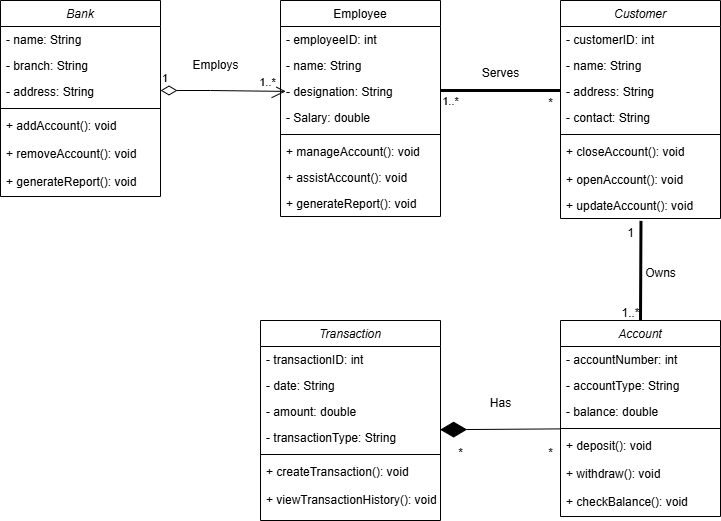 Bank
- name: String
- branch: String
- address: String
+ addAccount(): void
+ removeAccount(): void
+ generateReport(): void
Employs
1
1..*
Employee
- employeeID: int
- name: String
- designation: String
- Salary: double
+ manageAccount(): void
+ assistAccount(): void
+ generateReport(): void
Serves
1..*
*
Customer
- customerID: int
- name: String
- address: String
- contact: String
+ closeAccount(): void
+ openAccount(): void
+ updateAccount(): void
1
Owns
1..*
Transaction
- transactionID: int
- date: String
- amount: double
- transactionType: String
+ createTransaction(): void
+ viewTransactionHistory(): void
Has
*
*
Account
- accountNumber: int
- accountType: String
- balance: double
+ deposit(): void
+ withdraw(): void
+ checkBalance(): void